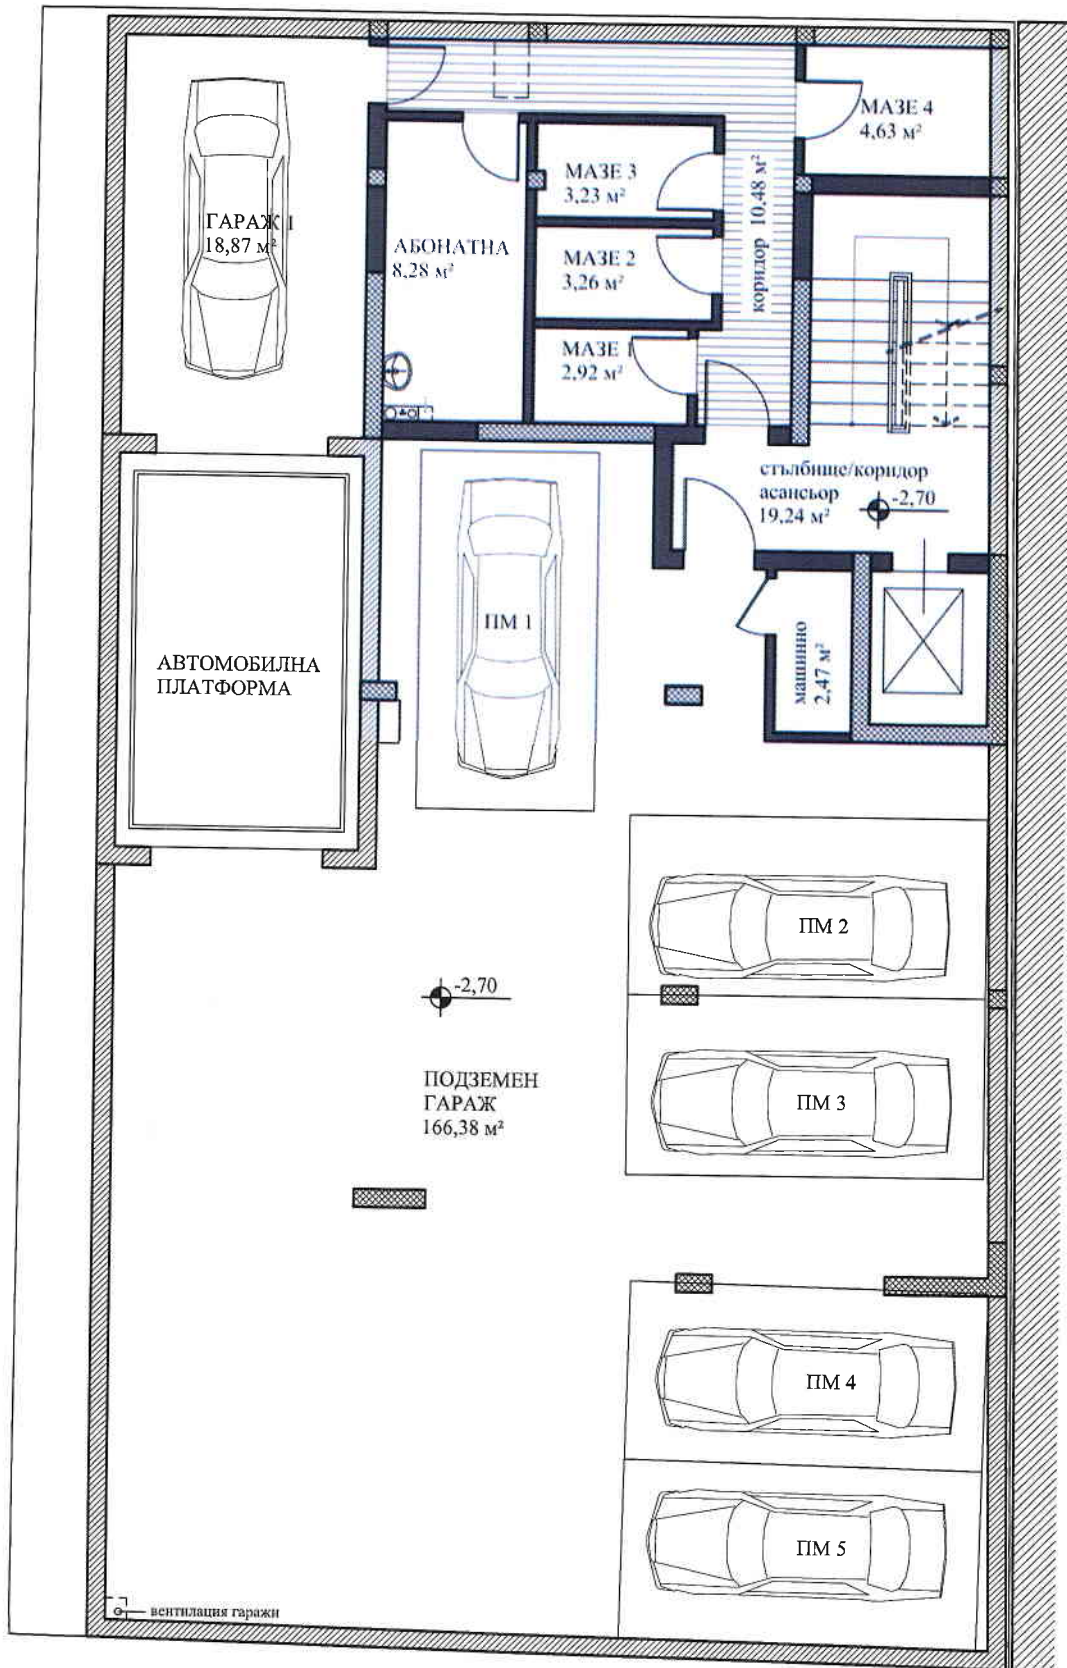 МАЗЕ 4
4,63 м²
МАЗЕ 3
3,23 м²
коридор 10,48 м²
ГАРАЖ 1
18,87 м²
АБОНАТНА
8,28 м²
МАЗЕ 2
3,26 м²
МАЗЕ 1
2,92 м²
стълбище/коридор
асансьор
19,24 м²
-2,70
ПМ 1
АВТОМОБИЛНА
ПЛАТФОРМА
машинно
2,47 м²
ПМ 2
-2,70
ПОДЗЕМЕН
ГАРАЖ
166,38 м²
ПМ 3
ПМ 4
ПМ 5
вентилация гаражи